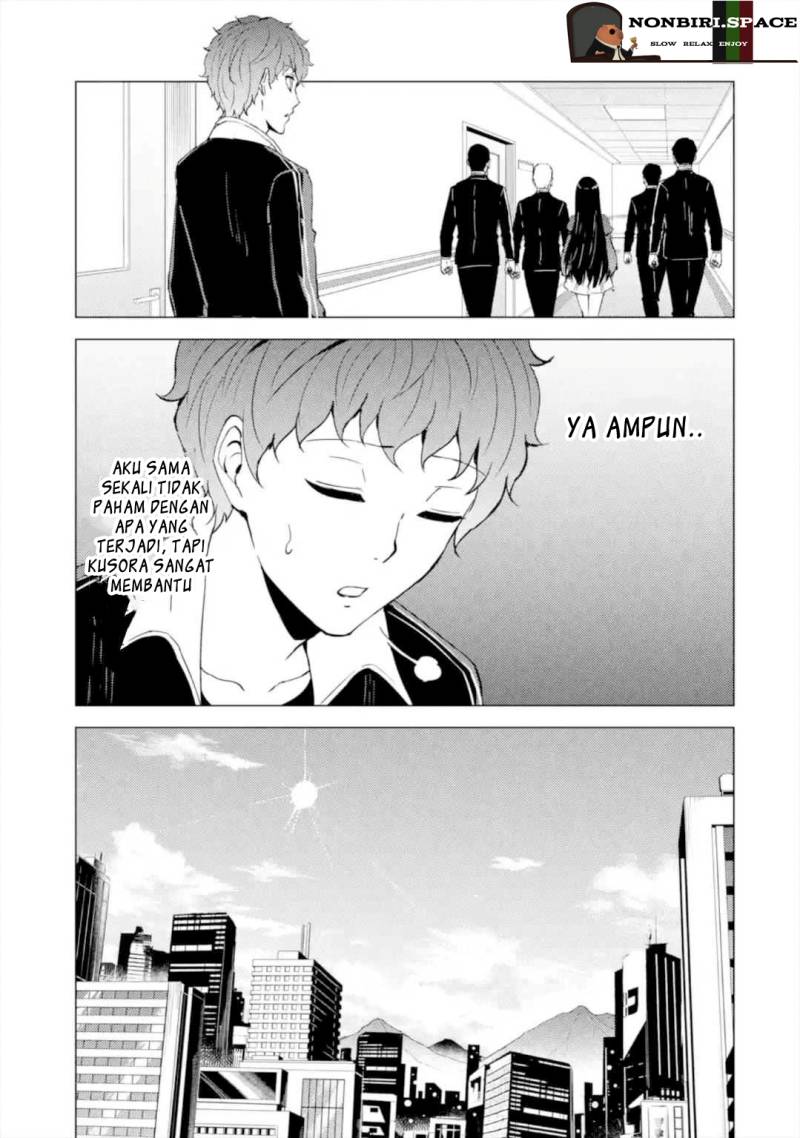 NONBIRI.SPACE
SLOW RELAX ENJOY
YA AMPUN..
AKU SAMA
SEKALI TIDAK
PAHAM DENGAN
APA YANG
TERJADI, TAPI
KUSORA SANGAT
MEMBANTU